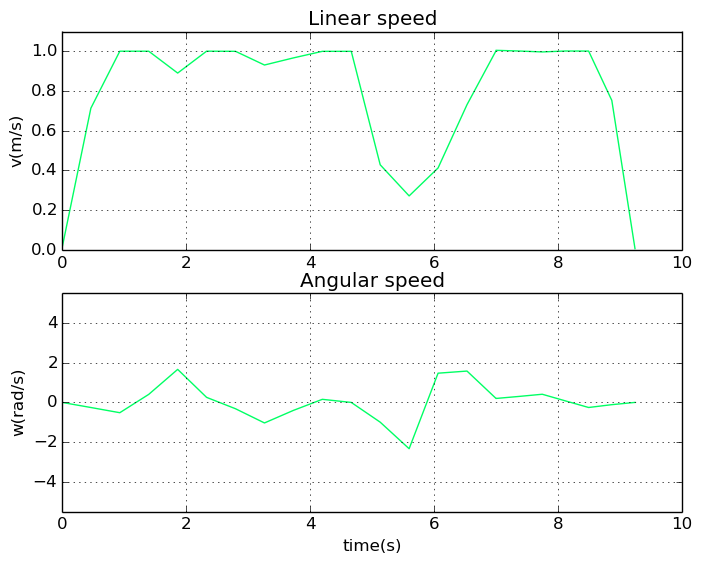 Linear speed
v(m/s)
1.0
0.8
0.6
0.4
0.2
0.0
0 2 4 6 8 10
Angular speed
w(rad/s)
4
2
0
−2
−4
0 2 4 6 8 10
time(s)